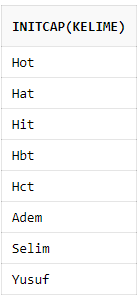 INITCAP(KELIME)
Hot
Hat
Hit
Hbt
Hct
Adem
Selim
Yusuf